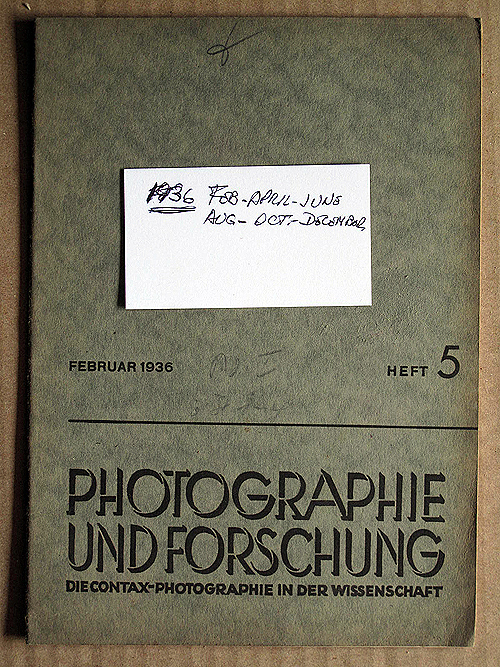 1936 FEB-APRIL-JUNE
AUG- OCT.- DECEMBER
FEBRUAR 1936
HEFT 5
PHOTOGRAPHIE
UND FORSCHUNG
DIE CONTAX-PHOTOGRAPHIE IN DER WISSENSCHAFT